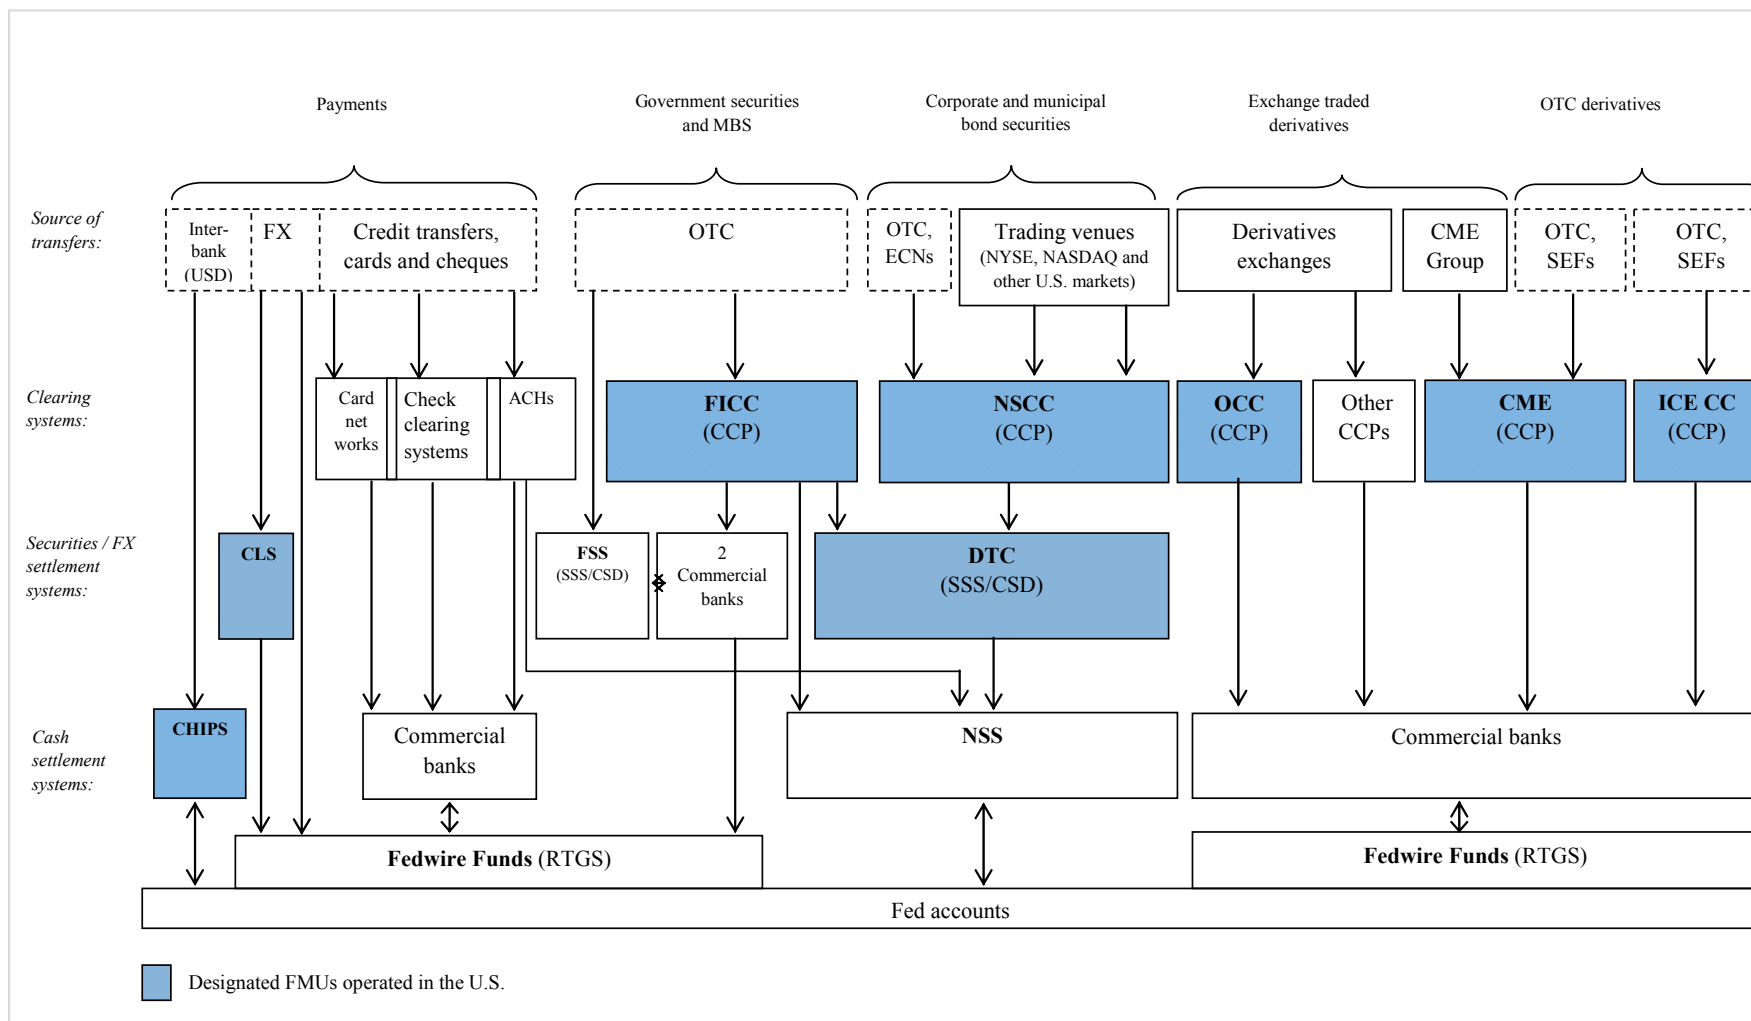 Payments
Government securities
and MBS
Corporate and municipal
bond securities
Exchange traded
derivatives
OTC derivatives
Source of
transfers:
Inter-
bank
(USD)
FX
Credit transfers,
cards and cheques
OTC
OTC,
ECNs
Trading venues
(NYSE, NASDAQ and
other U.S. markets)
Derivatives
exchanges
CME
Group
OTC,
SEFs
OTC,
SEFs
Clearing
systems:
Card
net
works
Check
clearing
systems
ACHs
FICC
(CCP)
NSCC
(CCP)
OCC
(CCP)
Other
CCPs
CME
(CCP)
ICE CC
(CCP)
Securities / FX
settlement
systems:
CLS
FSS
(SSS/CSD)
2
Commercial
banks
DTC
(SSS/CSD)
Cash
settlement
systems:
CHIPS
Commercial
banks
NSS
Commercial banks
Fedwire Funds (RTGS)
Fedwire Funds (RTGS)
Fed accounts
Designated FMUs operated in the U.S.